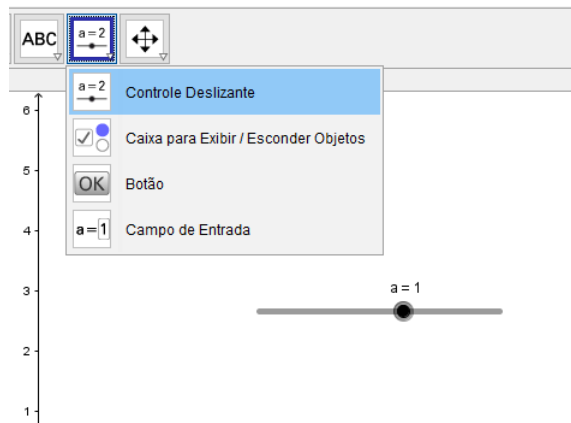 ABC
a=2
a=2
Controle Deslizante
Caixa para Exibir / Esconder Objetos
OK
Botão
a=1
Campo de Entrada
6
5
4
3
2
1
a = 1